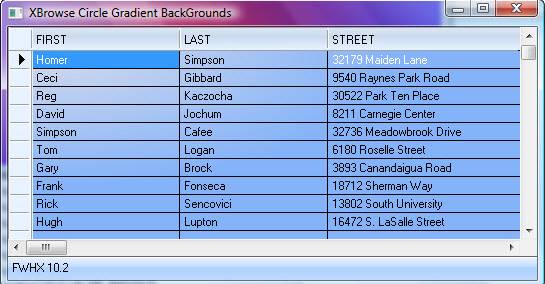 XBrowse Circle Gradient BackGrounds
FIRST LAST STREET
Homer Simpson 32179 Maiden Lane
Ceci Gibbard 9540 Raynes Park Road
Reg Kaczocha 30522 Park Ten Place
David Jochum 8211 Carnegie Center
Simpson Cafee 32736 Meadowbrook Drive
Tom Logan 6180 Roselle Street
Gary Brock 3893 Canandaigua Road
Frank Fonseca 18712 Sherman Way
Rick Sencovici 13802 South University
Hugh Lupton 16472 S. LaSalle Street
FWHX 10.2